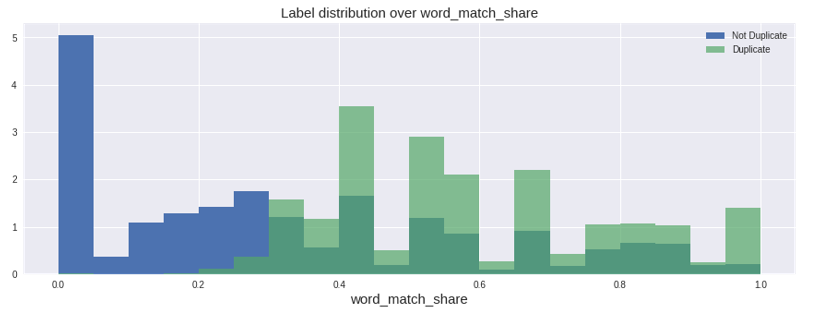 Label distribution over word_match_share
Not Duplicate
Duplicate
5
4
3
2
1
0
0.0 0.2 0.4 0.6 0.8 1.0
word_match_share